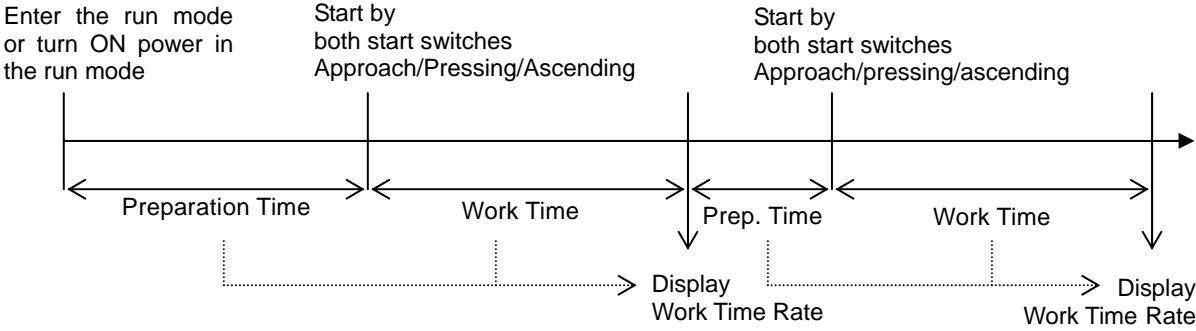 Enter the run mode
or turn ON power in
the run mode
Start by
both start switches
Approach/Pressing/Ascending
Start by
both start switches
Approach/pressing/ascending
Preparation Time
Work Time
Prep. Time
Work Time
Display
Work Time Rate
Display
Work Time Rate